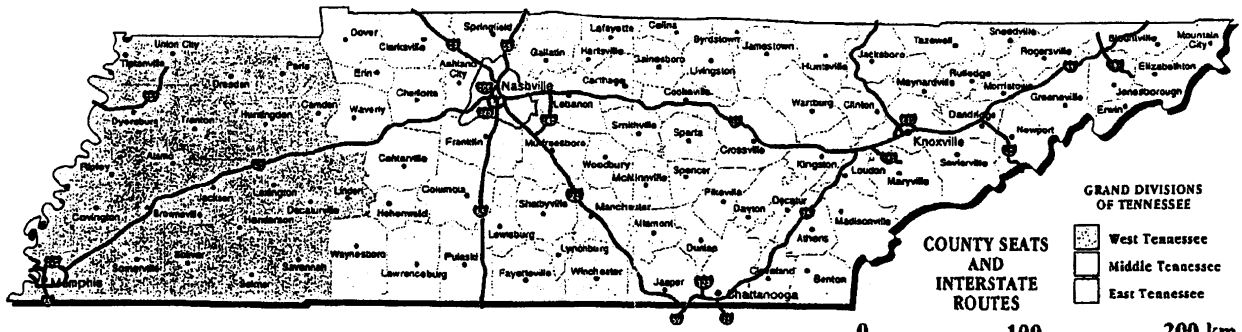 Union City
Tiptonville
Dresden
Paris
Dyersburg
Trenton
Huntingdon
Camden
Alamo
Ripley
Covington
Brownsville
Jackson
Lexington
Decaturville
Henderson
Somerville
Bolivar
Selmer
Savannah
Memphis
Dover
Clarksville
Springfield
Erin
Ashland
City
Charlotte
Waverly
Nashville
Gallatin
Lafayette
Hartsville
Celina
Gainesboro
Carthage
Lebanon
Byrdstown
Livingston
Cookeville
Jamestown
Centerville
Franklin
Murfreesboro
Smithville
Sparta
Woodbury
McMinnville
Spencer
Linden
Hohenwald
Columbia
Shelbyville
Manchester
Altamont
Waynesboro
Lawrenceburg
Pulaski
Lewisburg
Lynchburg
Fayetteville
Winchester
Jasper
Dunlap
Pikeville
Dayton
Decatur
Crossville
Huntsville
Jacksboro
Wartburg
Clinton
Maynardville
Tazewell
Sneedville
Rutledge
Rogersville
Morristown
Dandridge
Greeneville
Blountville
Mountain
City
Elizabethton
Jonesborough
Erwin
Newport
Knoxville
Sevierville
Kingston
Loudon
Maryville
Madisonville
Athens
Cleveland
Benton
Chattanooga
GRAND DIVISIONS
OF TENNESSEE
West Tennessee
Middle Tennessee
East Tennessee
COUNTY SEATS
AND
INTERSTATE
ROUTES
0 100 200 km